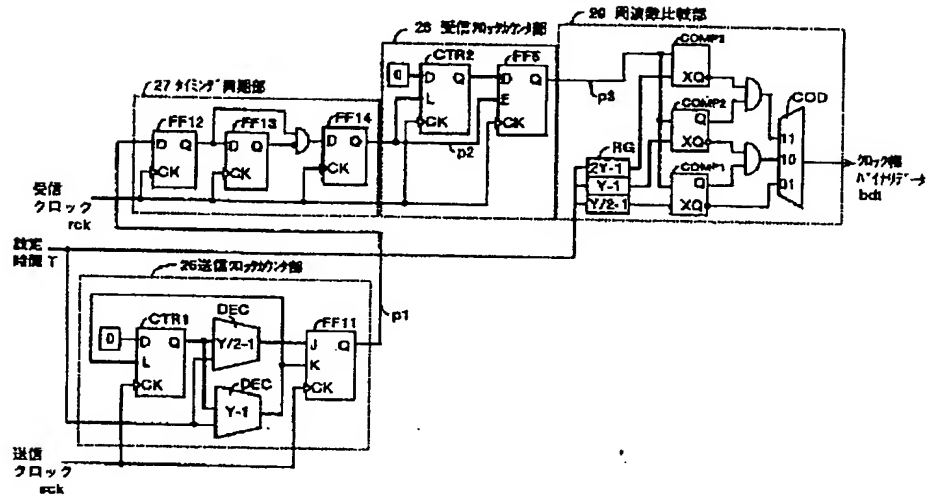 29 周波数比較部
28 受信クロックカウンタ部
COMP3
CTR2
FF5
D Q
D Q
XQ
COD
27 タイミング同期部
L
E
CK
CK
p3
COMP2
FF12
FF13
FF14
Q
XQ
11
D Q
D Q
D Q
p2
RG
10
CK
CK
CK
2Y-1
COMP1
クロック幅
バイナリデータ
bdt
受信
クロック
rck
Y-1
Q
01
Y/2-1
XQ
設定
時間 T
26送信クロックカウンタ部
p1
DEC
CTR1
FF11
0
D Q
Y/2-1
J Q
L
K
CK
DEC
CK
Y-1
送信
クロック
sck